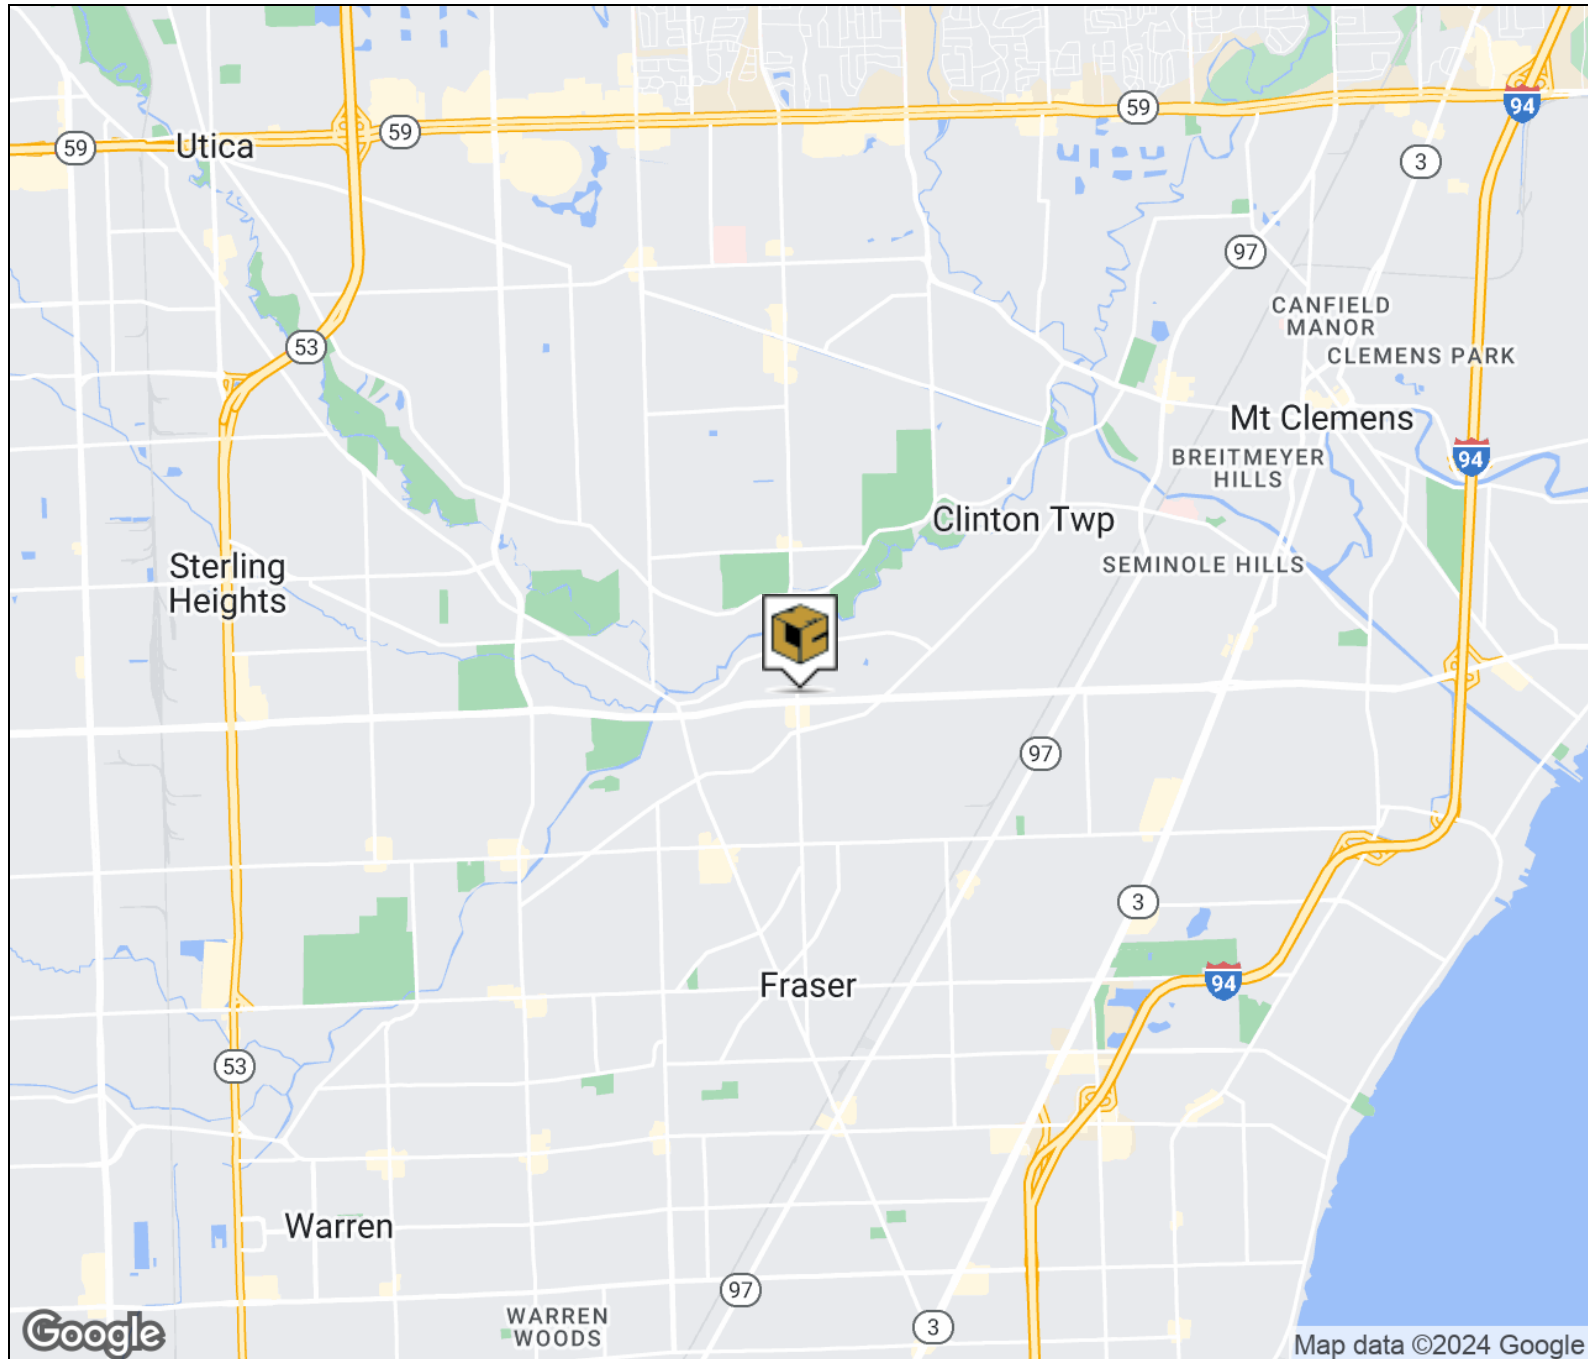 94
59
59
3
59
Utica
97
CANFIELD
MANOR
53
CLEMENS PARK
Mt Clemens
94
BREITMEYER
HILLS
Clinton Twp
SEMINOLE HILLS
Sterling
Heights
97
3
Fraser
94
53
Warren
97
WARREN
WOODS
3
Google
Map data ©2024 Google